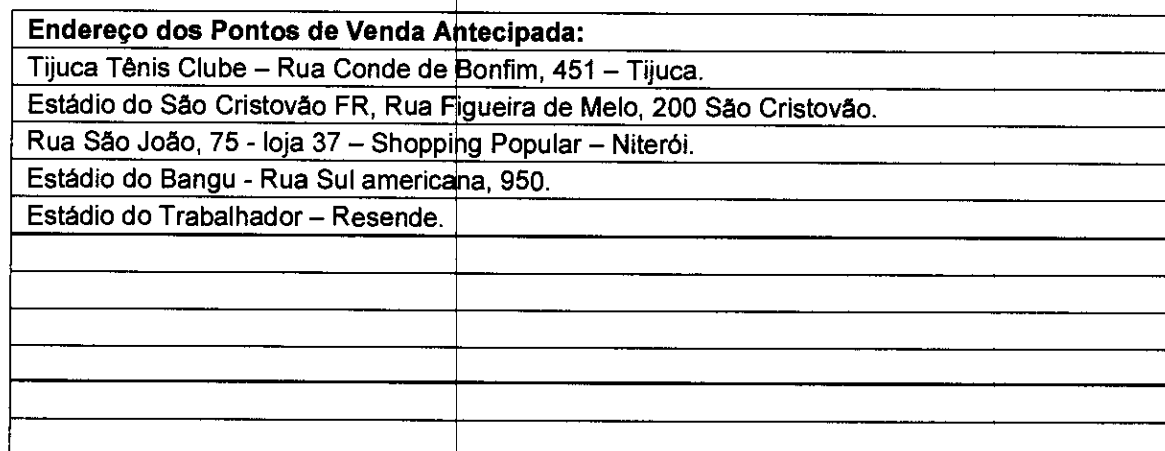 Endereço dos Pontos de Venda Antecipada:
Tijuca Tênis Clube – Rua Conde de Bonfim, 451 – Tijuca.
Estádio do São Cristovão FR, Rua Figueira de Melo, 200 São Cristovão.
Rua São João, 75 - loja 37 – Shopping Popular – Niterói.
Estádio do Bangu - Rua Sul americana, 950.
Estádio do Trabalhador – Resende.